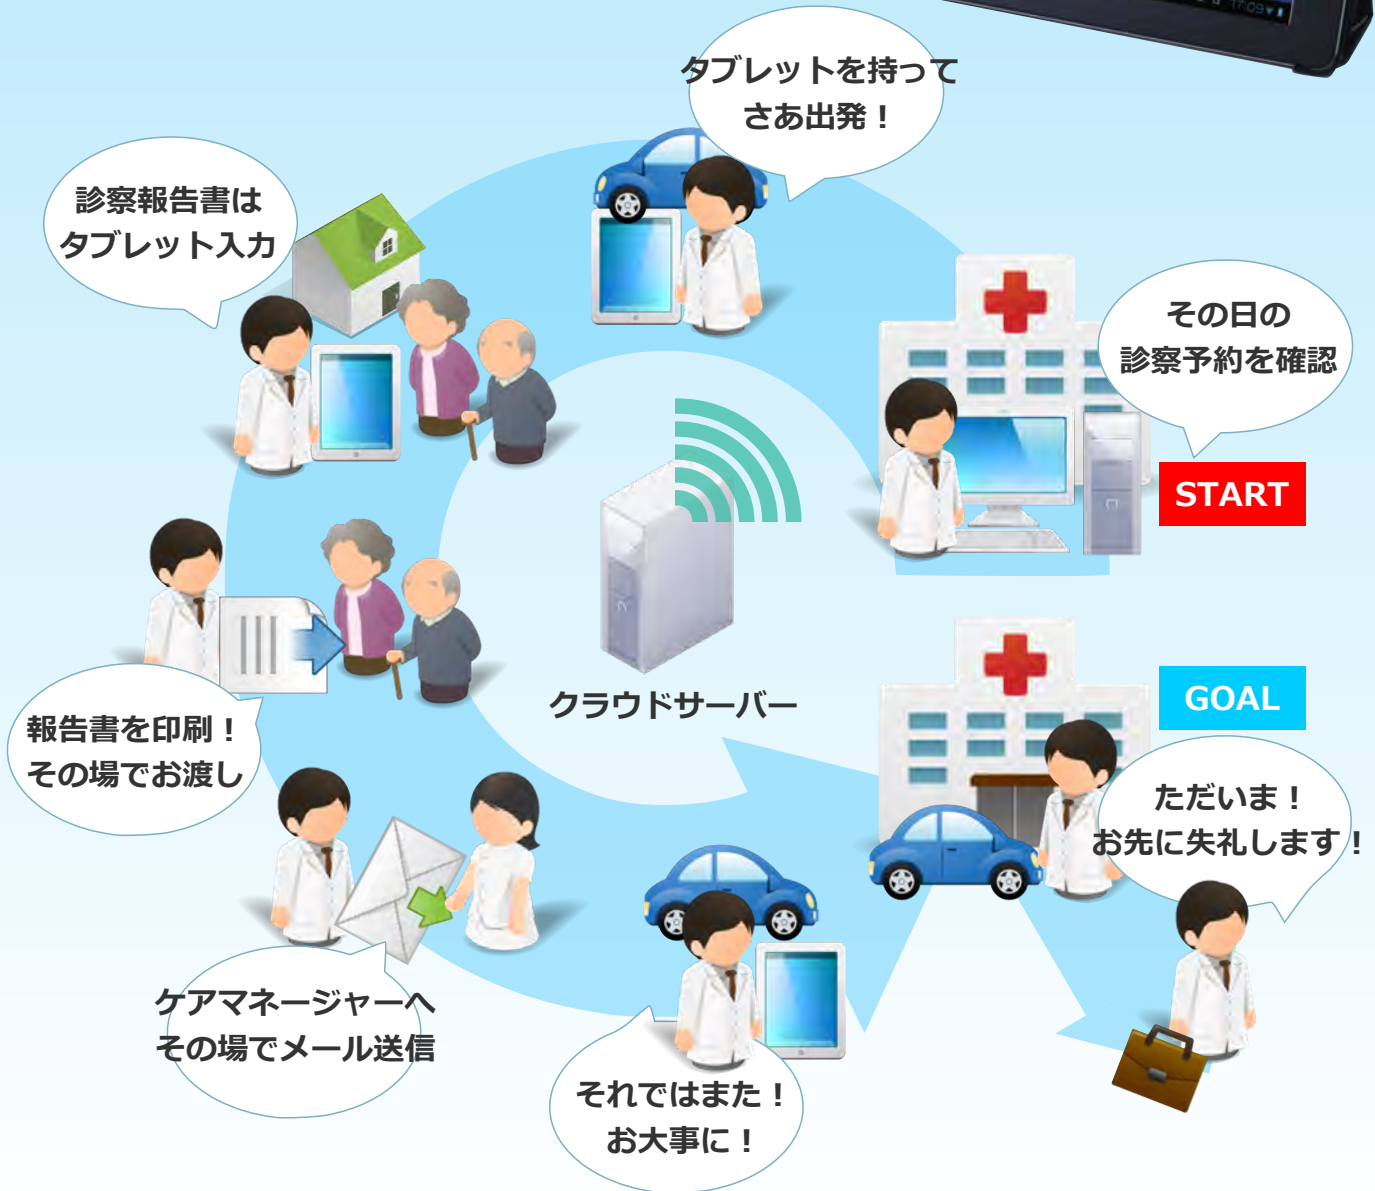 17:09
タブレットを持って
さあ出発！
診察報告書は
タブレット入力
その日の
診察予約を確認
START
クラウドサーバー
GOAL
報告書を印刷！
その場でお渡し
ただいま！
お先に失礼します！
ケアマネージャーへ
その場でメール送信
それではまた！
お大事に！